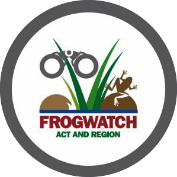 FROGWATCH
ACT AND REGION